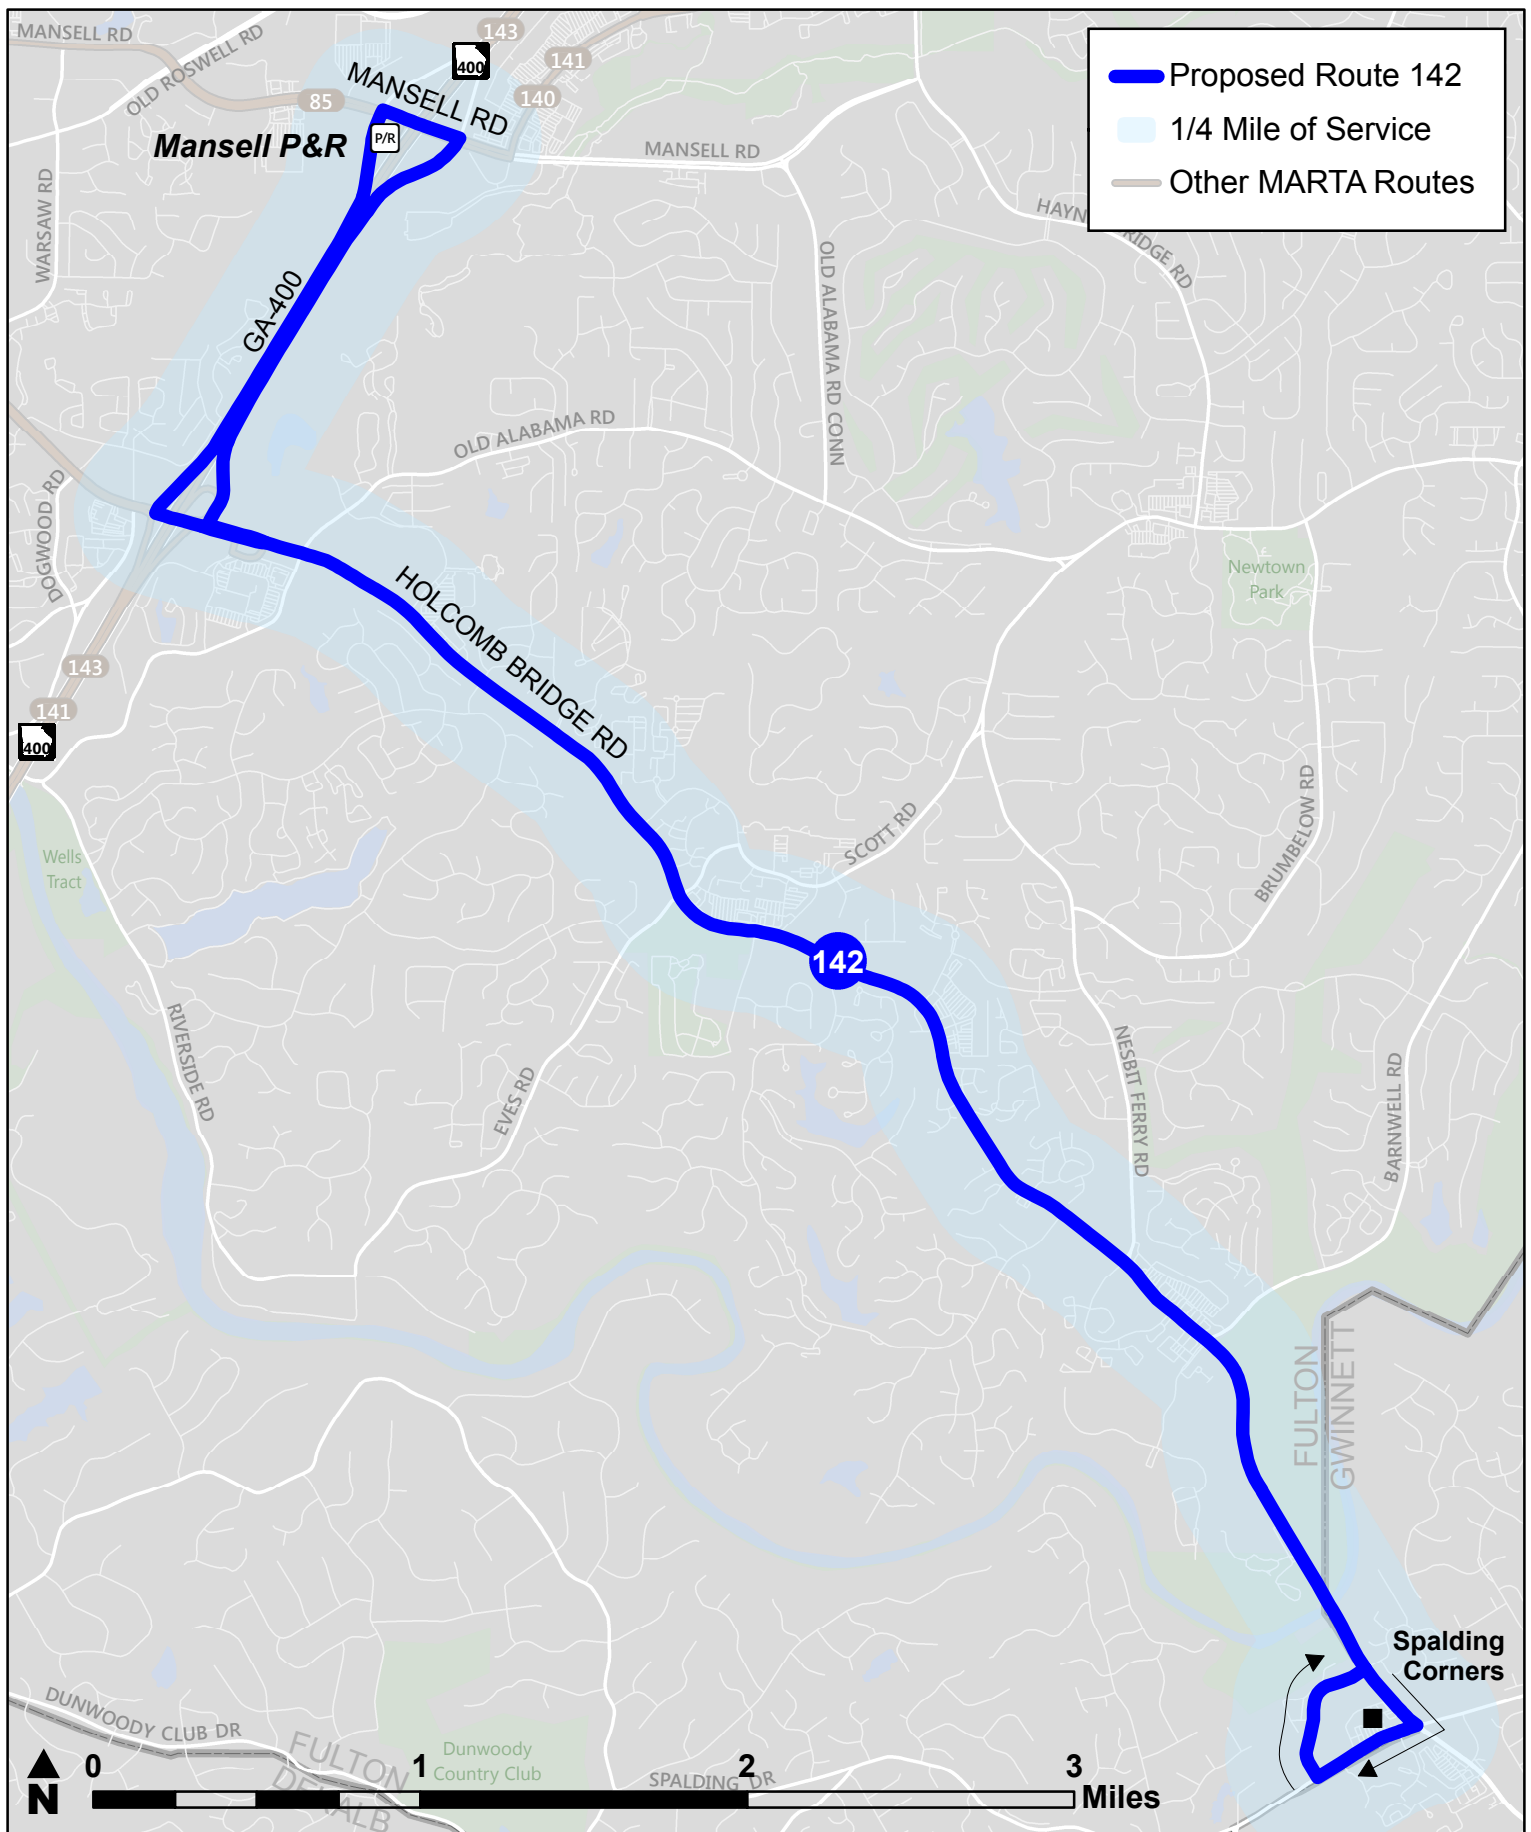 MANSELL RD
OLD ROSWELL RD
143
400
141
140
85
MANSELL RD
Mansell P&R
P/R
MANSELL RD
Proposed Route 142
1/4 Mile of Service
Other MARTA Routes
WARSAW RD
GA-400
OLD ALABAMA RD CONN
OLD ALABAMA RD
DOGWOOD RD
Newtown
Park
HOLCOMB BRIDGE RD
143
141
400
SCOTT RD
BRUMBELOW RD
Wells
Tract
142
RIVERSIDE RD
EVES RD
NESBIT FERRY RD
BARNWELL RD
FULTON
GWINNETT
Spalding
Corners
DUNWOODY CLUB DR
FULTON
Dunwoody
Country Club
SPALDING DR
N
0
1
2
3
Miles